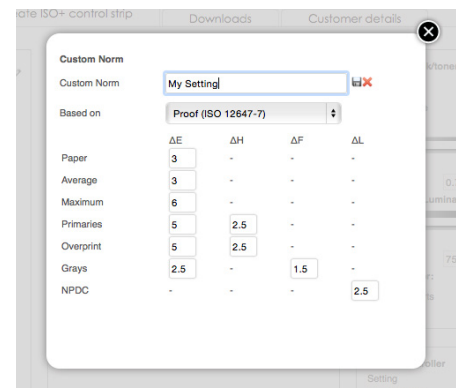 ate ISO+ control strip
Downloads
Customer details
Custom Norm
Custom Norm My Setting
Based on Proof (ISO 12647-7)
ΔE ΔH ΔF ΔL
Paper 3 - - -
Average 3 - - -
Maximum 6 - - -
Primaries 5 2.5 - -
Overprint 5 2.5 - -
Grays 2.5 - 1.5 -
NPDC - - - 2.5
Setting